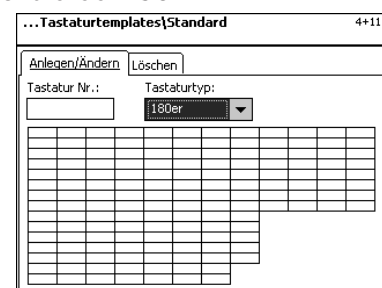 ...Tastaturtemplates\Standard 4+11
Anlegen/Ändern Löschen
Tastatur Nr.: Tastaturtyp:
180er